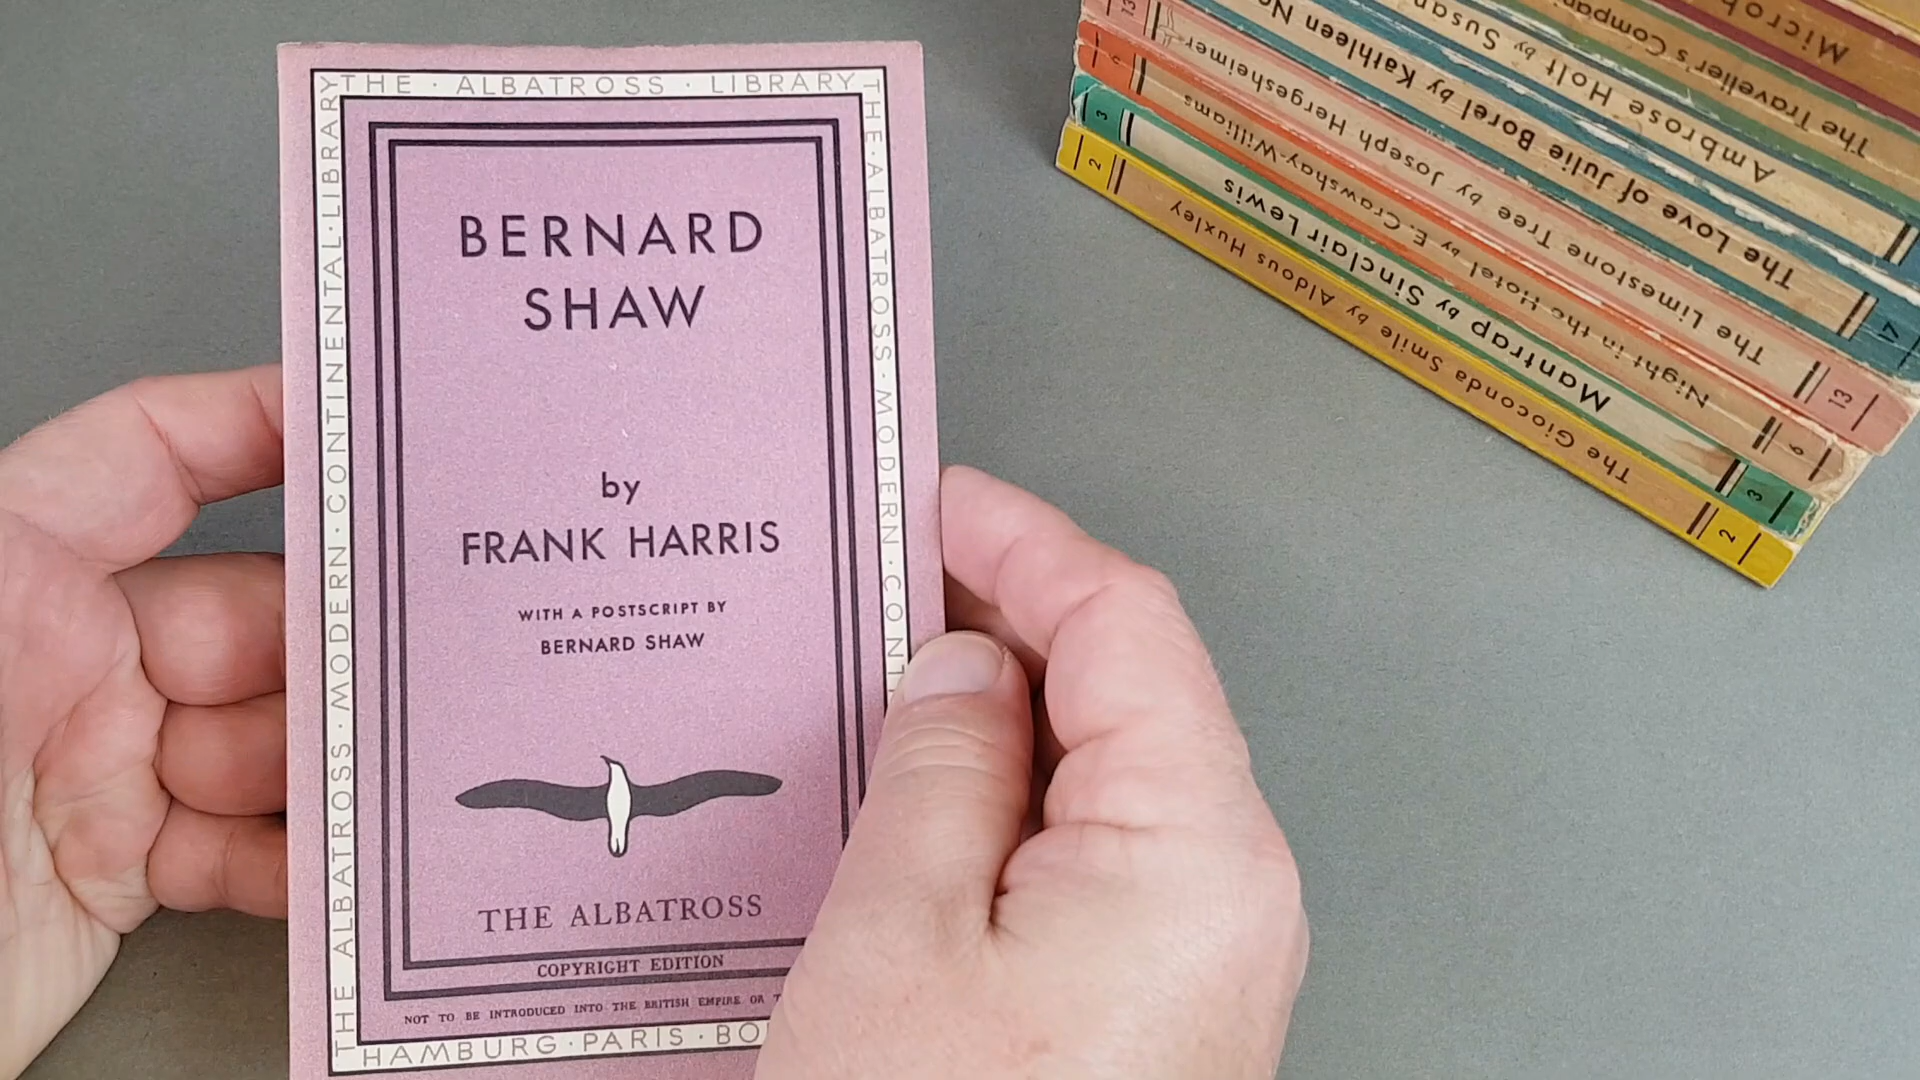 THE · ALBATROSS · LIBRARY
THE ALBATROSS · MODERN · CONTINENTAL · LIBRARY
THE · ALBATROSS · MODERN · CONT
BERNARD
SHAW
by
FRANK HARRIS
WITH A POSTSCRIPT BY
BERNARD SHAW
THE ALBATROSS
COPYRIGHT EDITION
NOT TO BE INTRODUCED INTO THE BRITISH EMPIRE OR
HAMBURG · PARIS ·
The Traveller's
Ambrose Holt by Susan
17 The Love of Julie Borel by Kathleen
13 The Limestone Tree by Joseph Hergesheimer 13
Night in the Hotel by E. Crawshay-Williams
3 Mantrap by Sinclair Lewis 3
2 The Gioconda Smile by Aldous Huxley 2